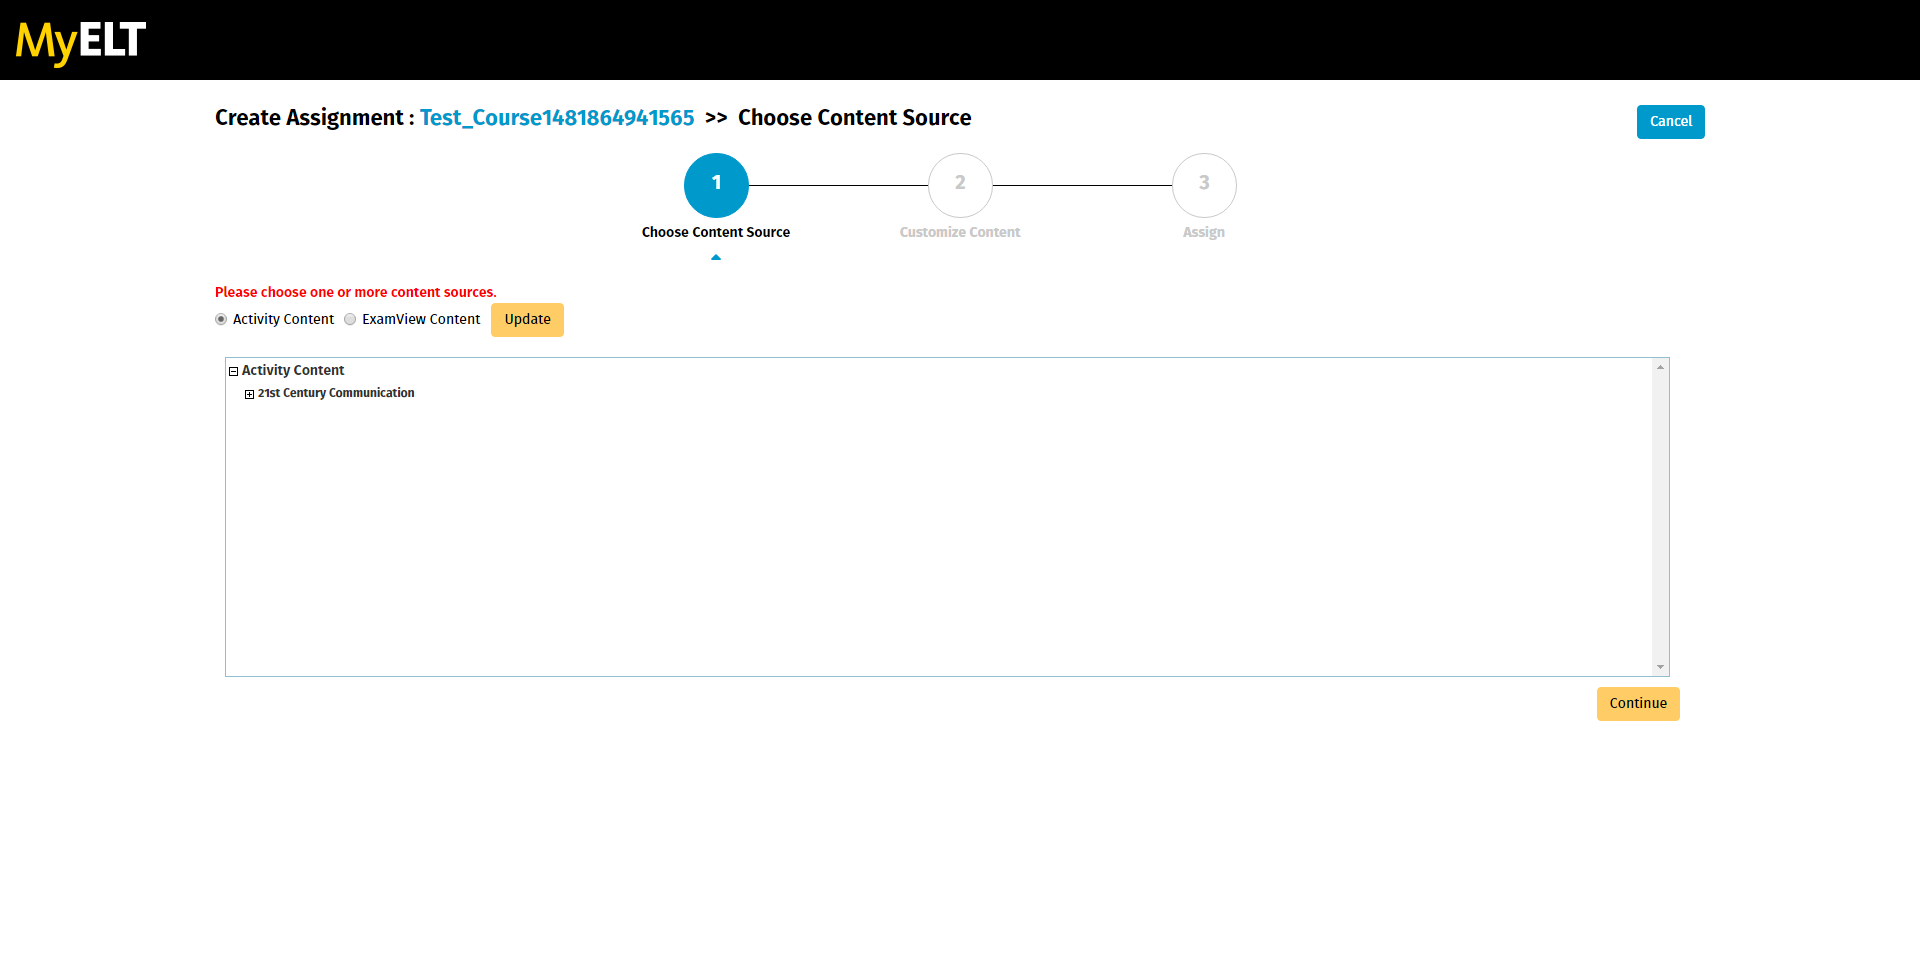 MyELT
Create Assignment : Test_Course1481864941565 >> Choose Content Source
Cancel
1
2
3
Choose Content Source
Customize Content
Assign
Please choose one or more content sources.
Activity Content
ExamView Content
Update
Activity Content
21st Century Communication
Continue